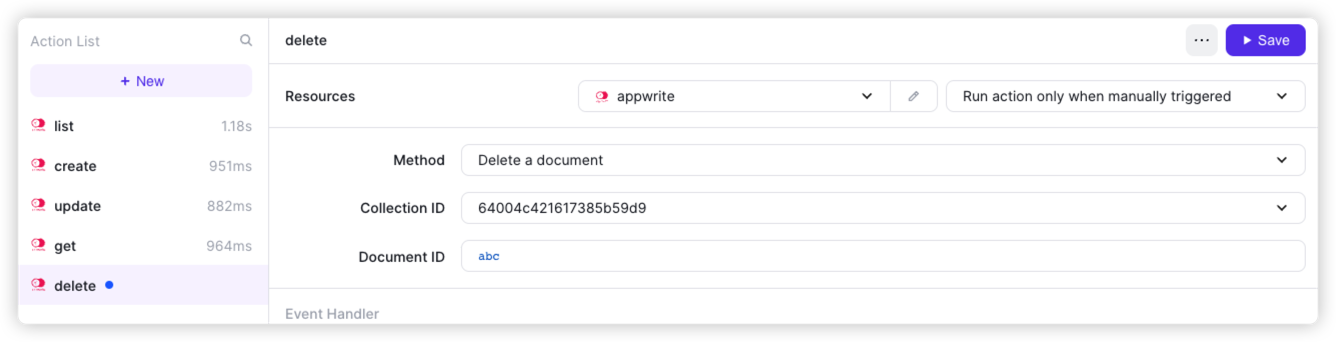 Action List
+ New
list 1.18s
create 951ms
update 882ms
get 964ms
delete
delete
... Save
Resources appwrite Run action only when manually triggered
Method Delete a document
Collection ID 64004c421617385b59d9
Document ID abc
Event Handler